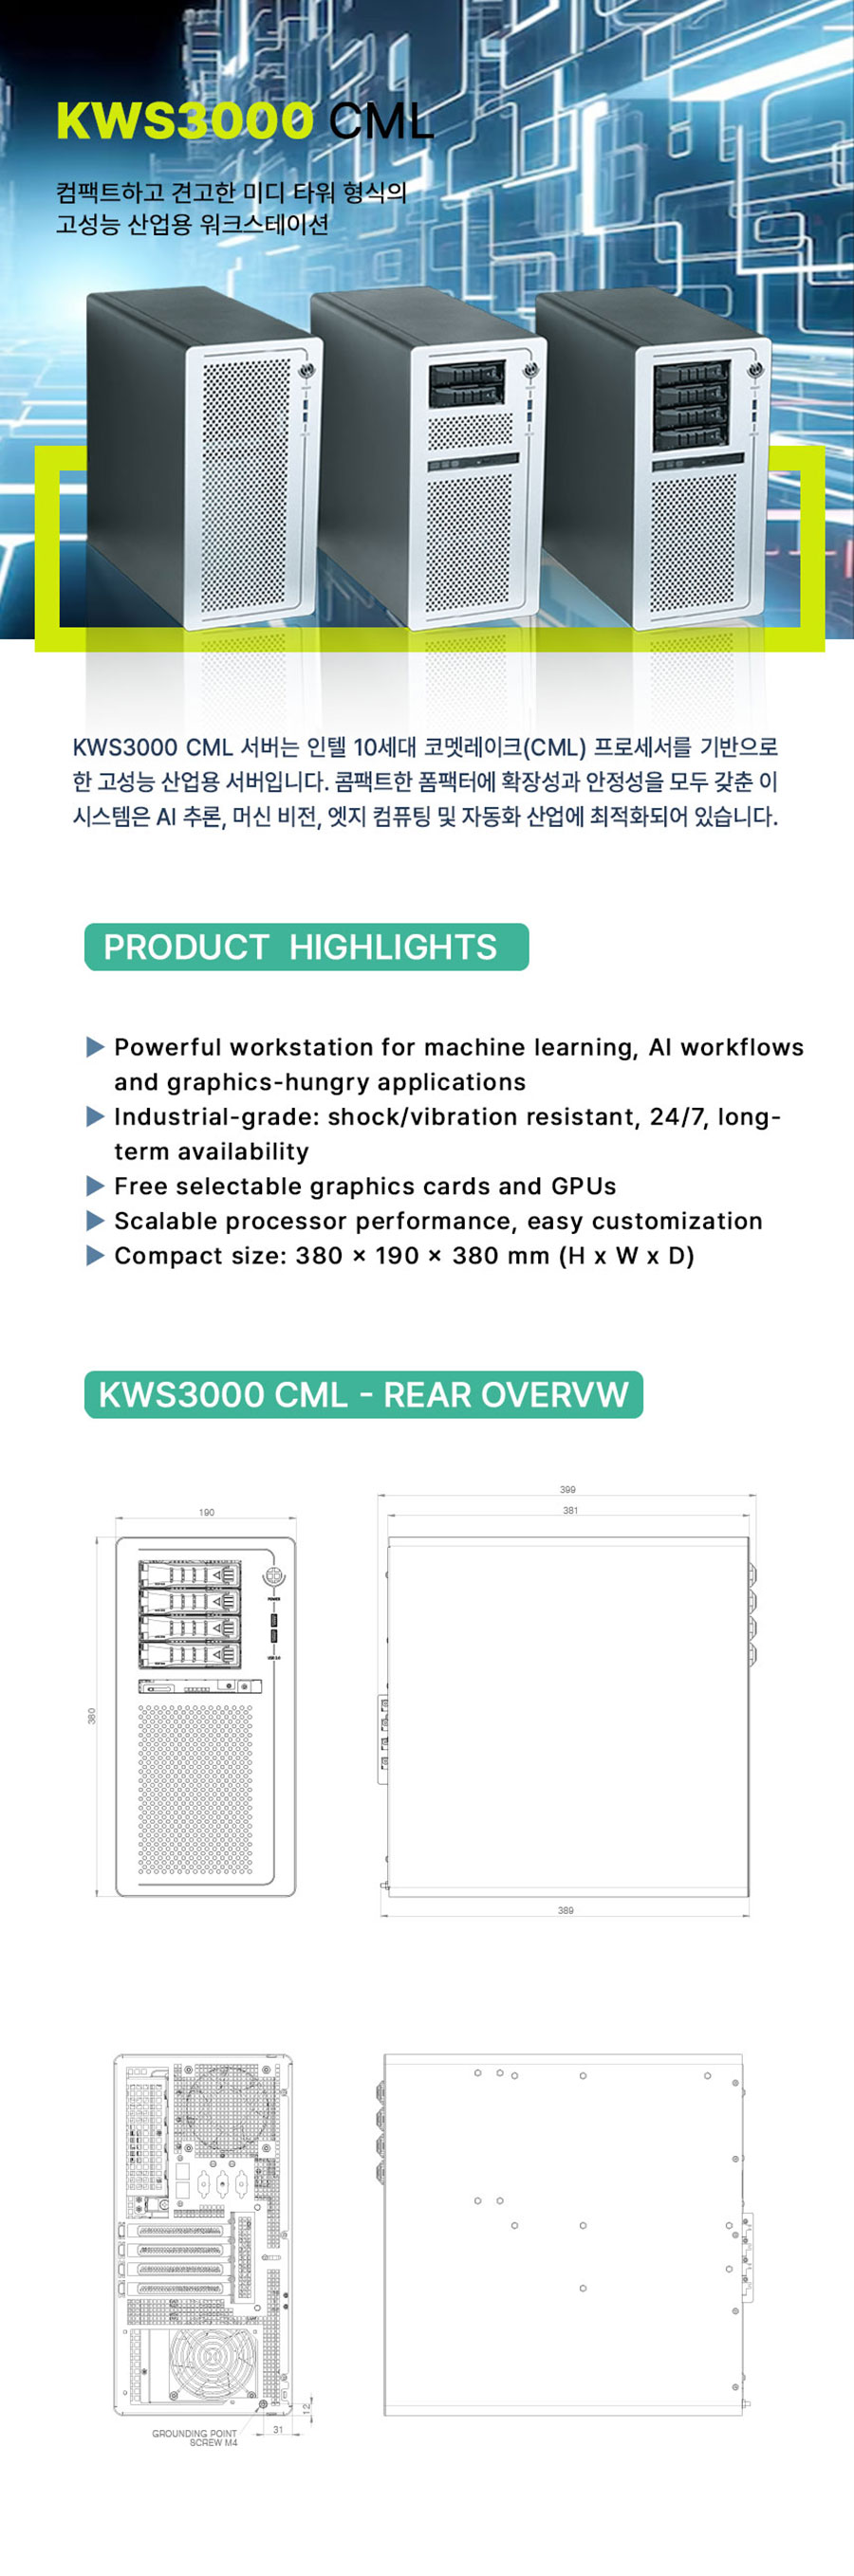 KWS3000 CML
컴팩트하고 견고한 미디 타워 형식의
고성능 산업용 워크스테이션
KWS3000 CML 서버는 인텔 10세대 코멧레이크(CML) 프로세서를 기반으로
한 고성능 산업용 서버입니다. 콤팩트한 폼팩터에 확장성과 안정성을 모두 갖춘 이
시스템은 AI 추론, 머신 비전, 엣지 컴퓨팅 및 자동화 산업에 최적화되어 있습니다.
PRODUCT HIGHLIGHTS
▶ Powerful workstation for machine learning, AI workflows
and graphics-hungry applications
▶ Industrial-grade: shock/vibration resistant, 24/7, long-
term availability
▶ Free selectable graphics cards and GPUs
▶ Scalable processor performance, easy customization
▶ Compact size: 380 × 190 × 380 mm (H x W x D)
KWS3000 CML - REAR OVERVW
399
190
381
POWER
USB 3.0
380
389
12
31
GROUNDING POINT
SCREW M4